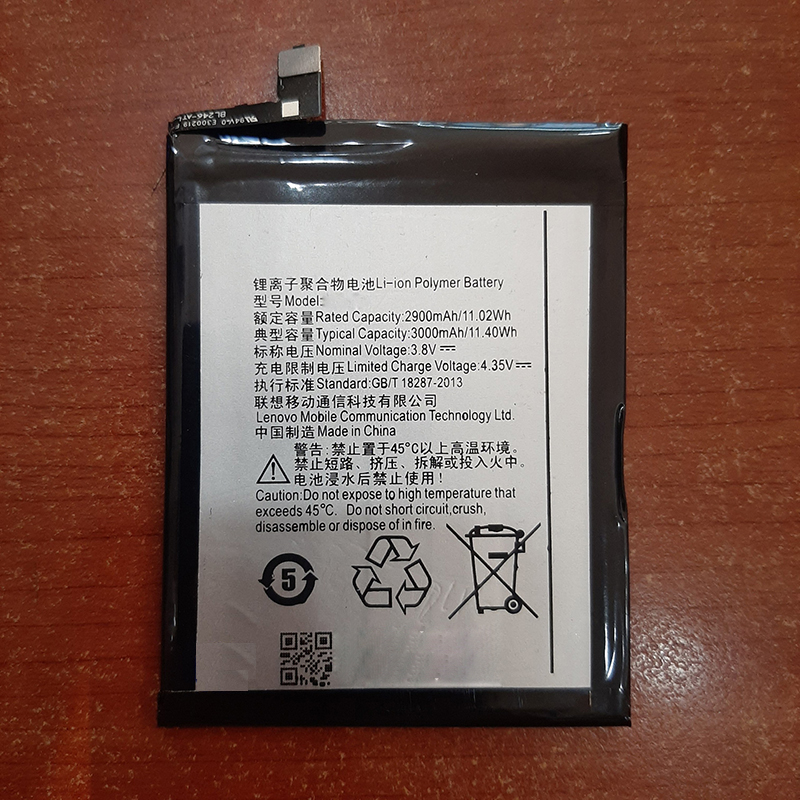 BL246-ATL
94V-0 E300219
锂离子聚合物电池Li-ion Polymer Battery
型号Model:
额定容量Rated Capacity:2900mAh/11.02Wh
典型容量Typical Capacity:3000mAh/11.40Wh
标称电压Nominal Voltage:3.8V
充电限制电压Limited Charge Voltage:4.35V
执行标准Standard:GB/T 18287-2013
联想移动通信科技有限公司
Lenovo Mobile Communication Technology Ltd.
中国制造Made in China
警告:禁止置于45°C以上高温环境。
禁止短路、挤压、拆解或投入火中。
电池浸水后禁止使用!
Caution:Do not expose to high temperature that
exceeds 45°C. Do not short circuit,crush,
disassemble or dispose of in fire.
5